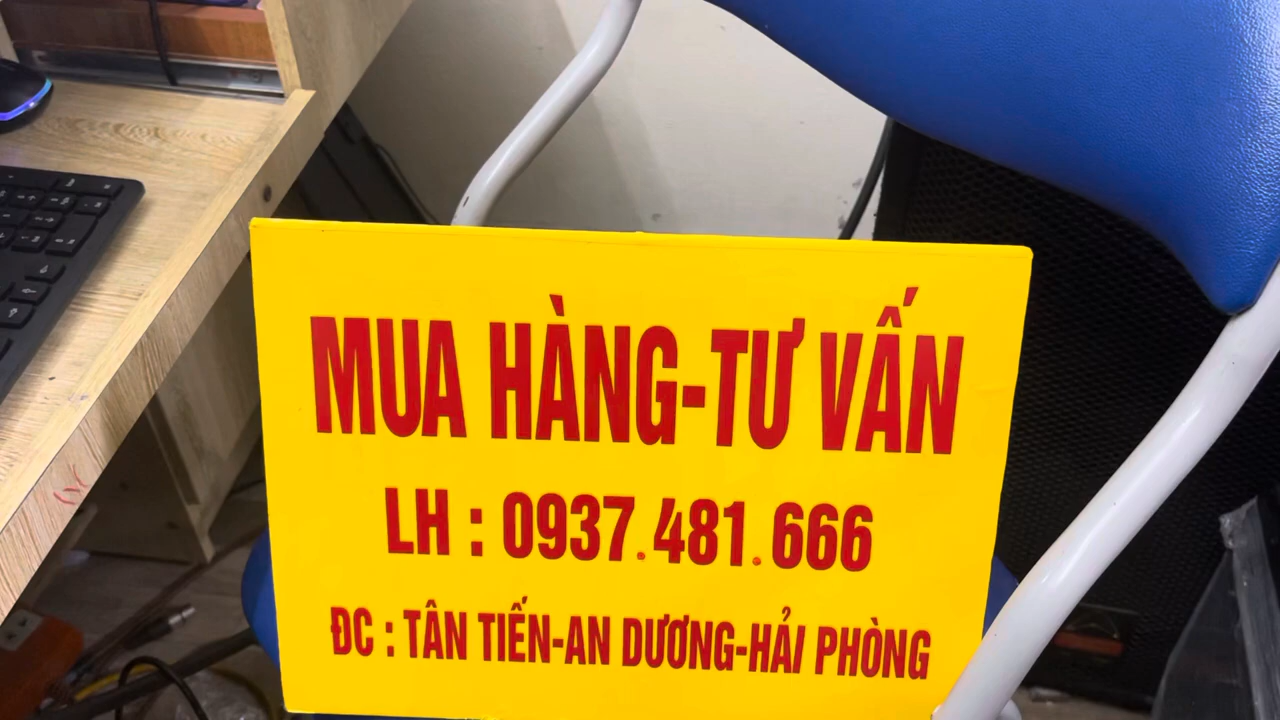 MUA HÀNG-TƯ VẤN
LH : 0937.481.666
ĐC : TÂN TIẾN-AN DƯƠNG-HẢI PHÒNG